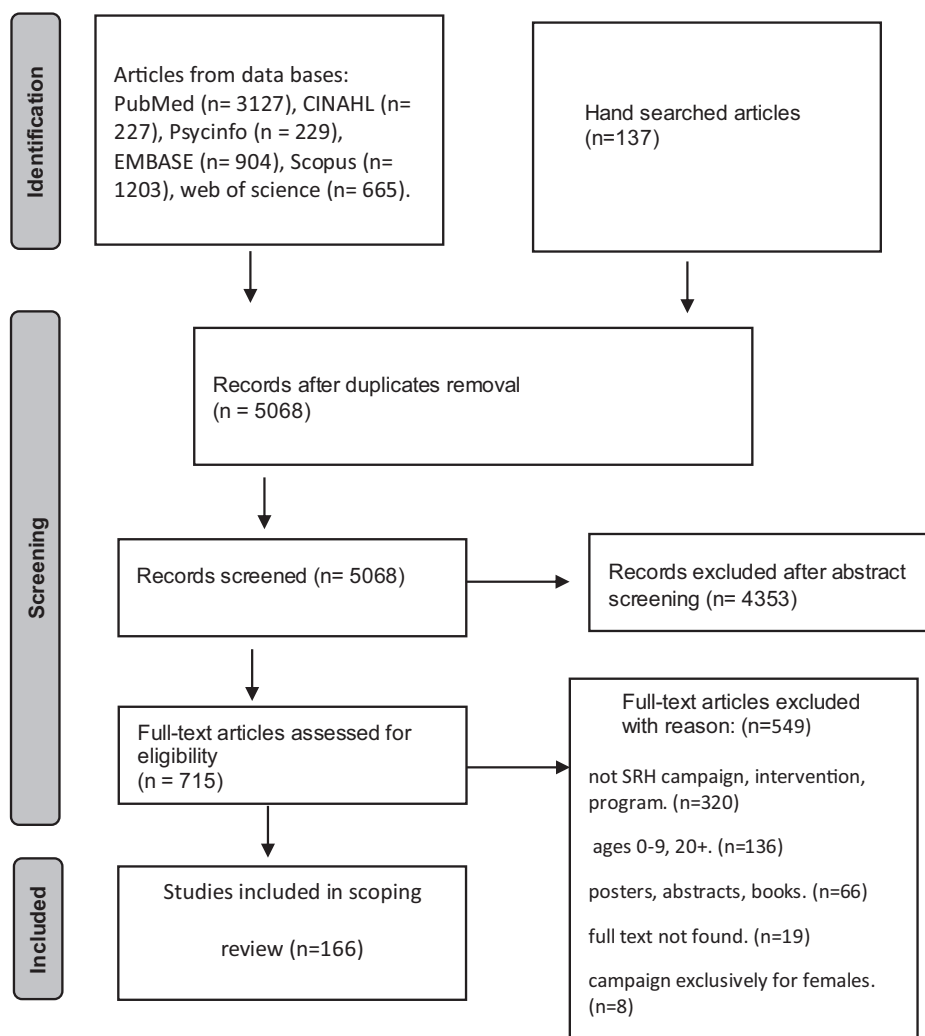 Identification
Articles from data bases:
PubMed (n= 3127), CINAHL (n=
227), Psycinfo (n = 229),
EMBASE (n= 904), Scopus (n=
1203), web of science (n= 665).
Hand searched articles
(n=137)
Screening
Records after duplicates removal
(n = 5068)
Records screened (n= 5068)
Records excluded after abstract
screening (n= 4353)
Full-text articles assessed for
eligibility
(n = 715)
Full-text articles excluded
with reason: (n=549)
not SRH campaign, intervention,
program. (n=320)
ages 0-9, 20+. (n=136)
posters, abstracts, books. (n=66)
full text not found. (n=19)
campaign exclusively for females.
(n=8)
Included
Studies included in scoping
review (n=166)